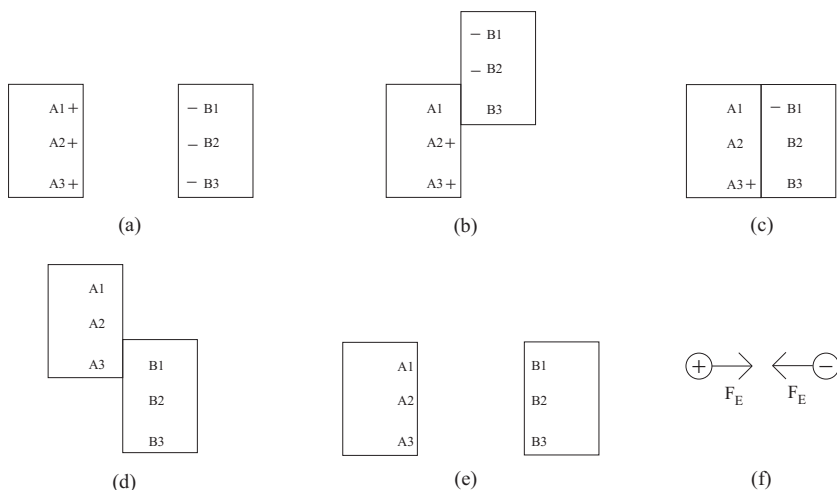 A1+ − B1
A2+ − B2
A3+ − B3
(a)
− B1
− B2
A1 B3
A2+
A3+
(b)
A1 − B1
A2 B2
A3+ B3
(c)
A1
A2
A3 B1
B2
B3
(d)
A1 B1
A2 B2
A3 B3
(e)
+ −
F_E F_E
(f)